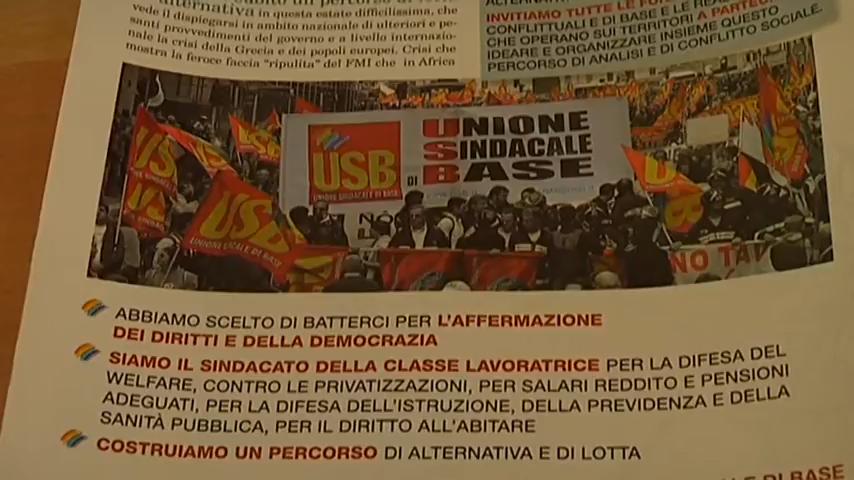 alternativa in questa estate difficilissima, che
vede il dispiegarsi in ambito nazionale di ulteriori e pe-
santi provvedimenti del governo e a livello internazio-
nale la crisi della Grecia e dei popoli europei. Crisi che
mostra la feroce faccia "ripulita" del FMI che in Africa
INVITIAMO TUTTE LE
CONFLITTUALI E DI BASE E LE
CHE OPERANO SUI TERRITORI A
IDEARE E ORGANIZZARE INSIEME QUESTO
PERCORSO DI ANALISI E DI CONFLITTO SOCIALE.
USB
UNIONE SINDACALE DI BASE
UNIONE
SINDACALE
DI BASE
USB
UNIONE SINDACALE DI BASE
NO TAV
ABBIAMO SCELTO DI BATTERCI PER L'AFFERMAZIONE
DEI DIRITTI E DELLA DEMOCRAZIA
SIAMO IL SINDACATO DELLA CLASSE LAVORATRICE PER LA DIFESA DEL
WELFARE, CONTRO LE PRIVATIZZAZIONI, PER SALARI REDDITO E PENSIONI
ADEGUATI, PER LA DIFESA DELL'ISTRUZIONE, DELLA PREVIDENZA E DELLA
SANITÀ PUBBLICA, PER IL DIRITTO ALL'ABITARE
COSTRUIAMO UN PERCORSO DI ALTERNATIVA E DI LOTTA
DI BASE